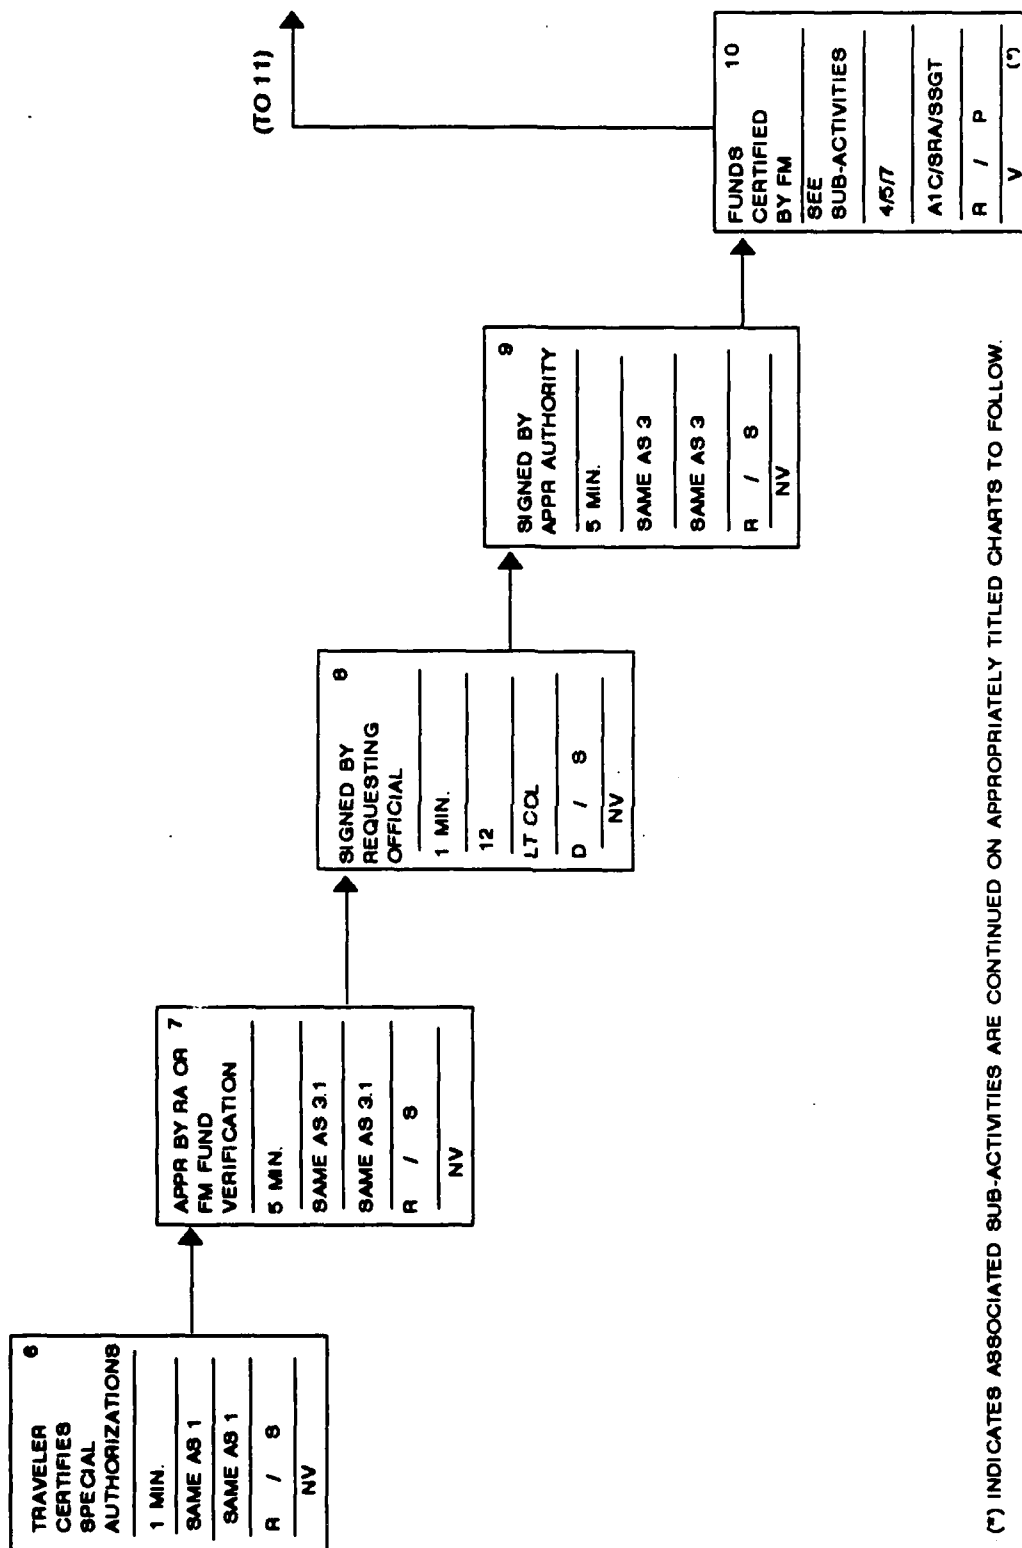 6
TRAVELER
CERTIFIES
SPECIAL
AUTHORIZATIONS
1 MIN.
SAME AS 1
SAME AS 1
R / S
NV
APPR BY RA OR 7
FM FUND
VERIFICATION
5 MIN.
SAME AS 3.1
SAME AS 3.1
R / S
NV
8
SIGNED BY
REQUESTING
OFFICIAL
1 MIN.
12
LT COL
D / S
NV
9
SIGNED BY
APPR AUTHORITY
5 MIN.
SAME AS 3
SAME AS 3
R / S
NV
FUNDS 10
CERTIFIED
BY FM
SEE
SUB-ACTIVITIES
4/5/7
A1C/SRA/SSGT
R / P
V (*)
(TO 11)
(*) INDICATES ASSOCIATED SUB-ACTIVITIES ARE CONTINUED ON APPROPRIATELY TITLED CHARTS TO FOLLOW.